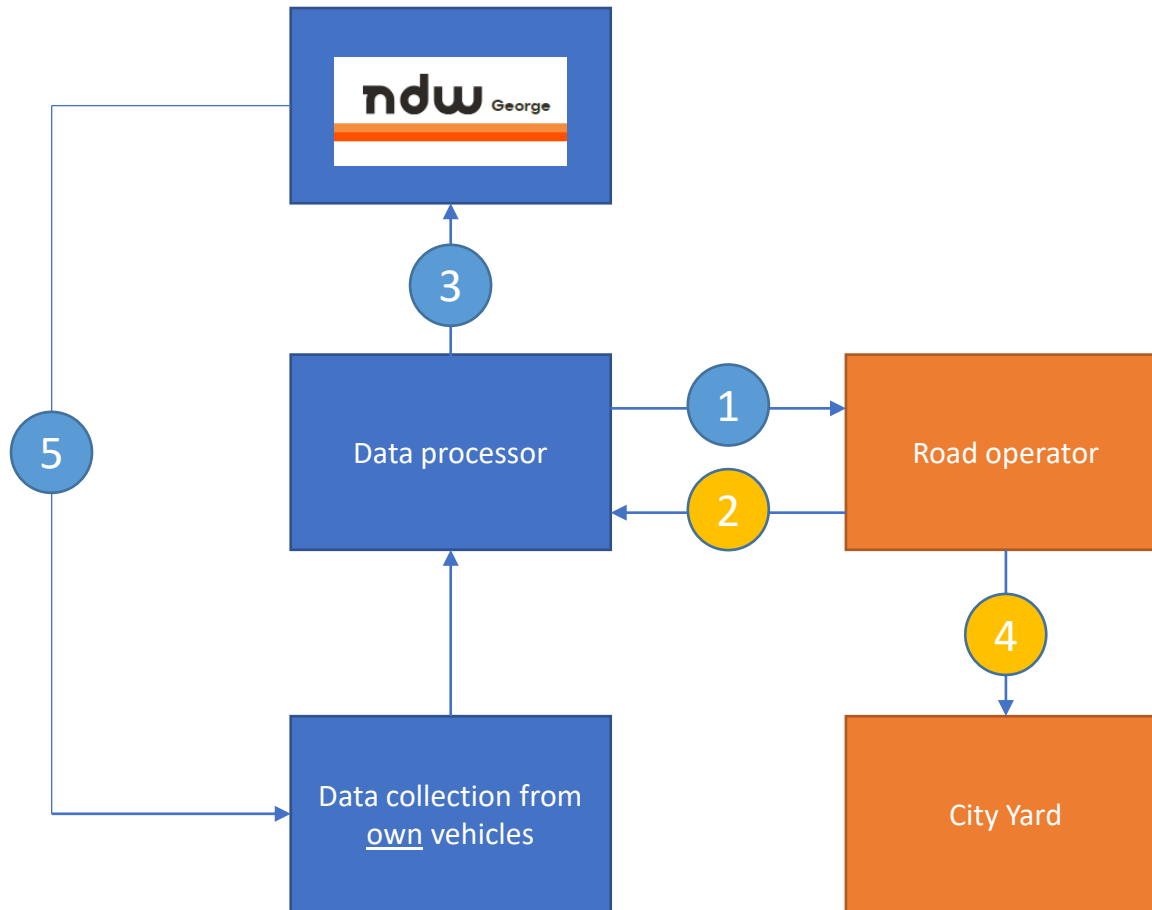 ndw George
3
1
Data processor
Road operator
5
2
4
Data collection from
own vehicles
City Yard